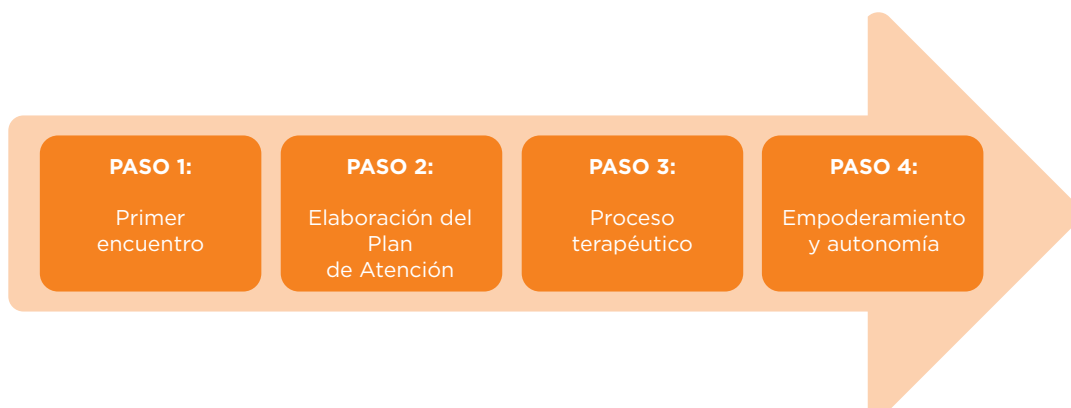 PASO 1:
Primer
encuentro
PASO 2:
Elaboración del
Plan
de Atención
PASO 3:
Proceso
terapéutico
PASO 4:
Empoderamiento
y autonomía